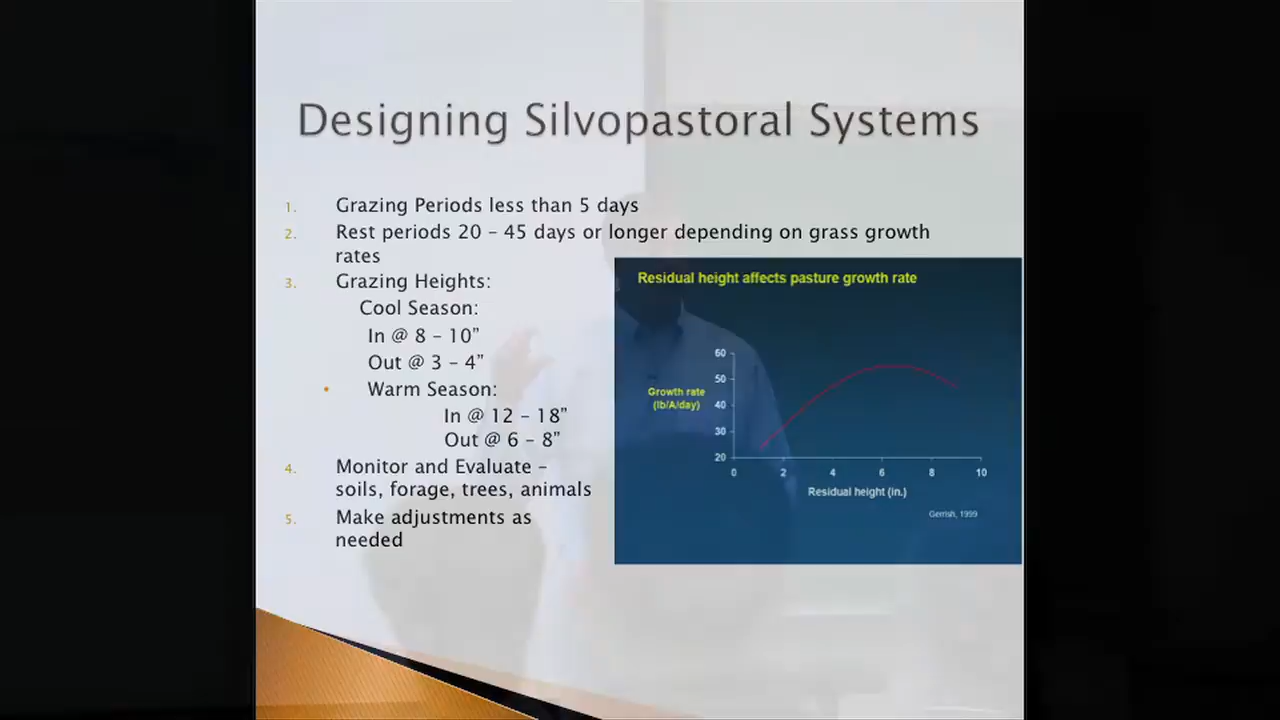 Designing Silvopastoral Systems
1. Grazing Periods less than 5 days
2. Rest periods 20 – 45 days or longer depending on grass growth
rates
3. Grazing Heights:
Cool Season:
In @ 8 – 10”
Out @ 3 – 4”
• Warm Season:
In @ 12 – 18”
Out @ 6 – 8”
4. Monitor and Evaluate –
soils, forage, trees, animals
5. Make adjustments as
needed
Residual height affects pasture growth rate
Growth rate
(lb/A/day)
60
50
40
30
20
0 2 4 6 8 10
Residual height (in.)
Gerrish, 1999